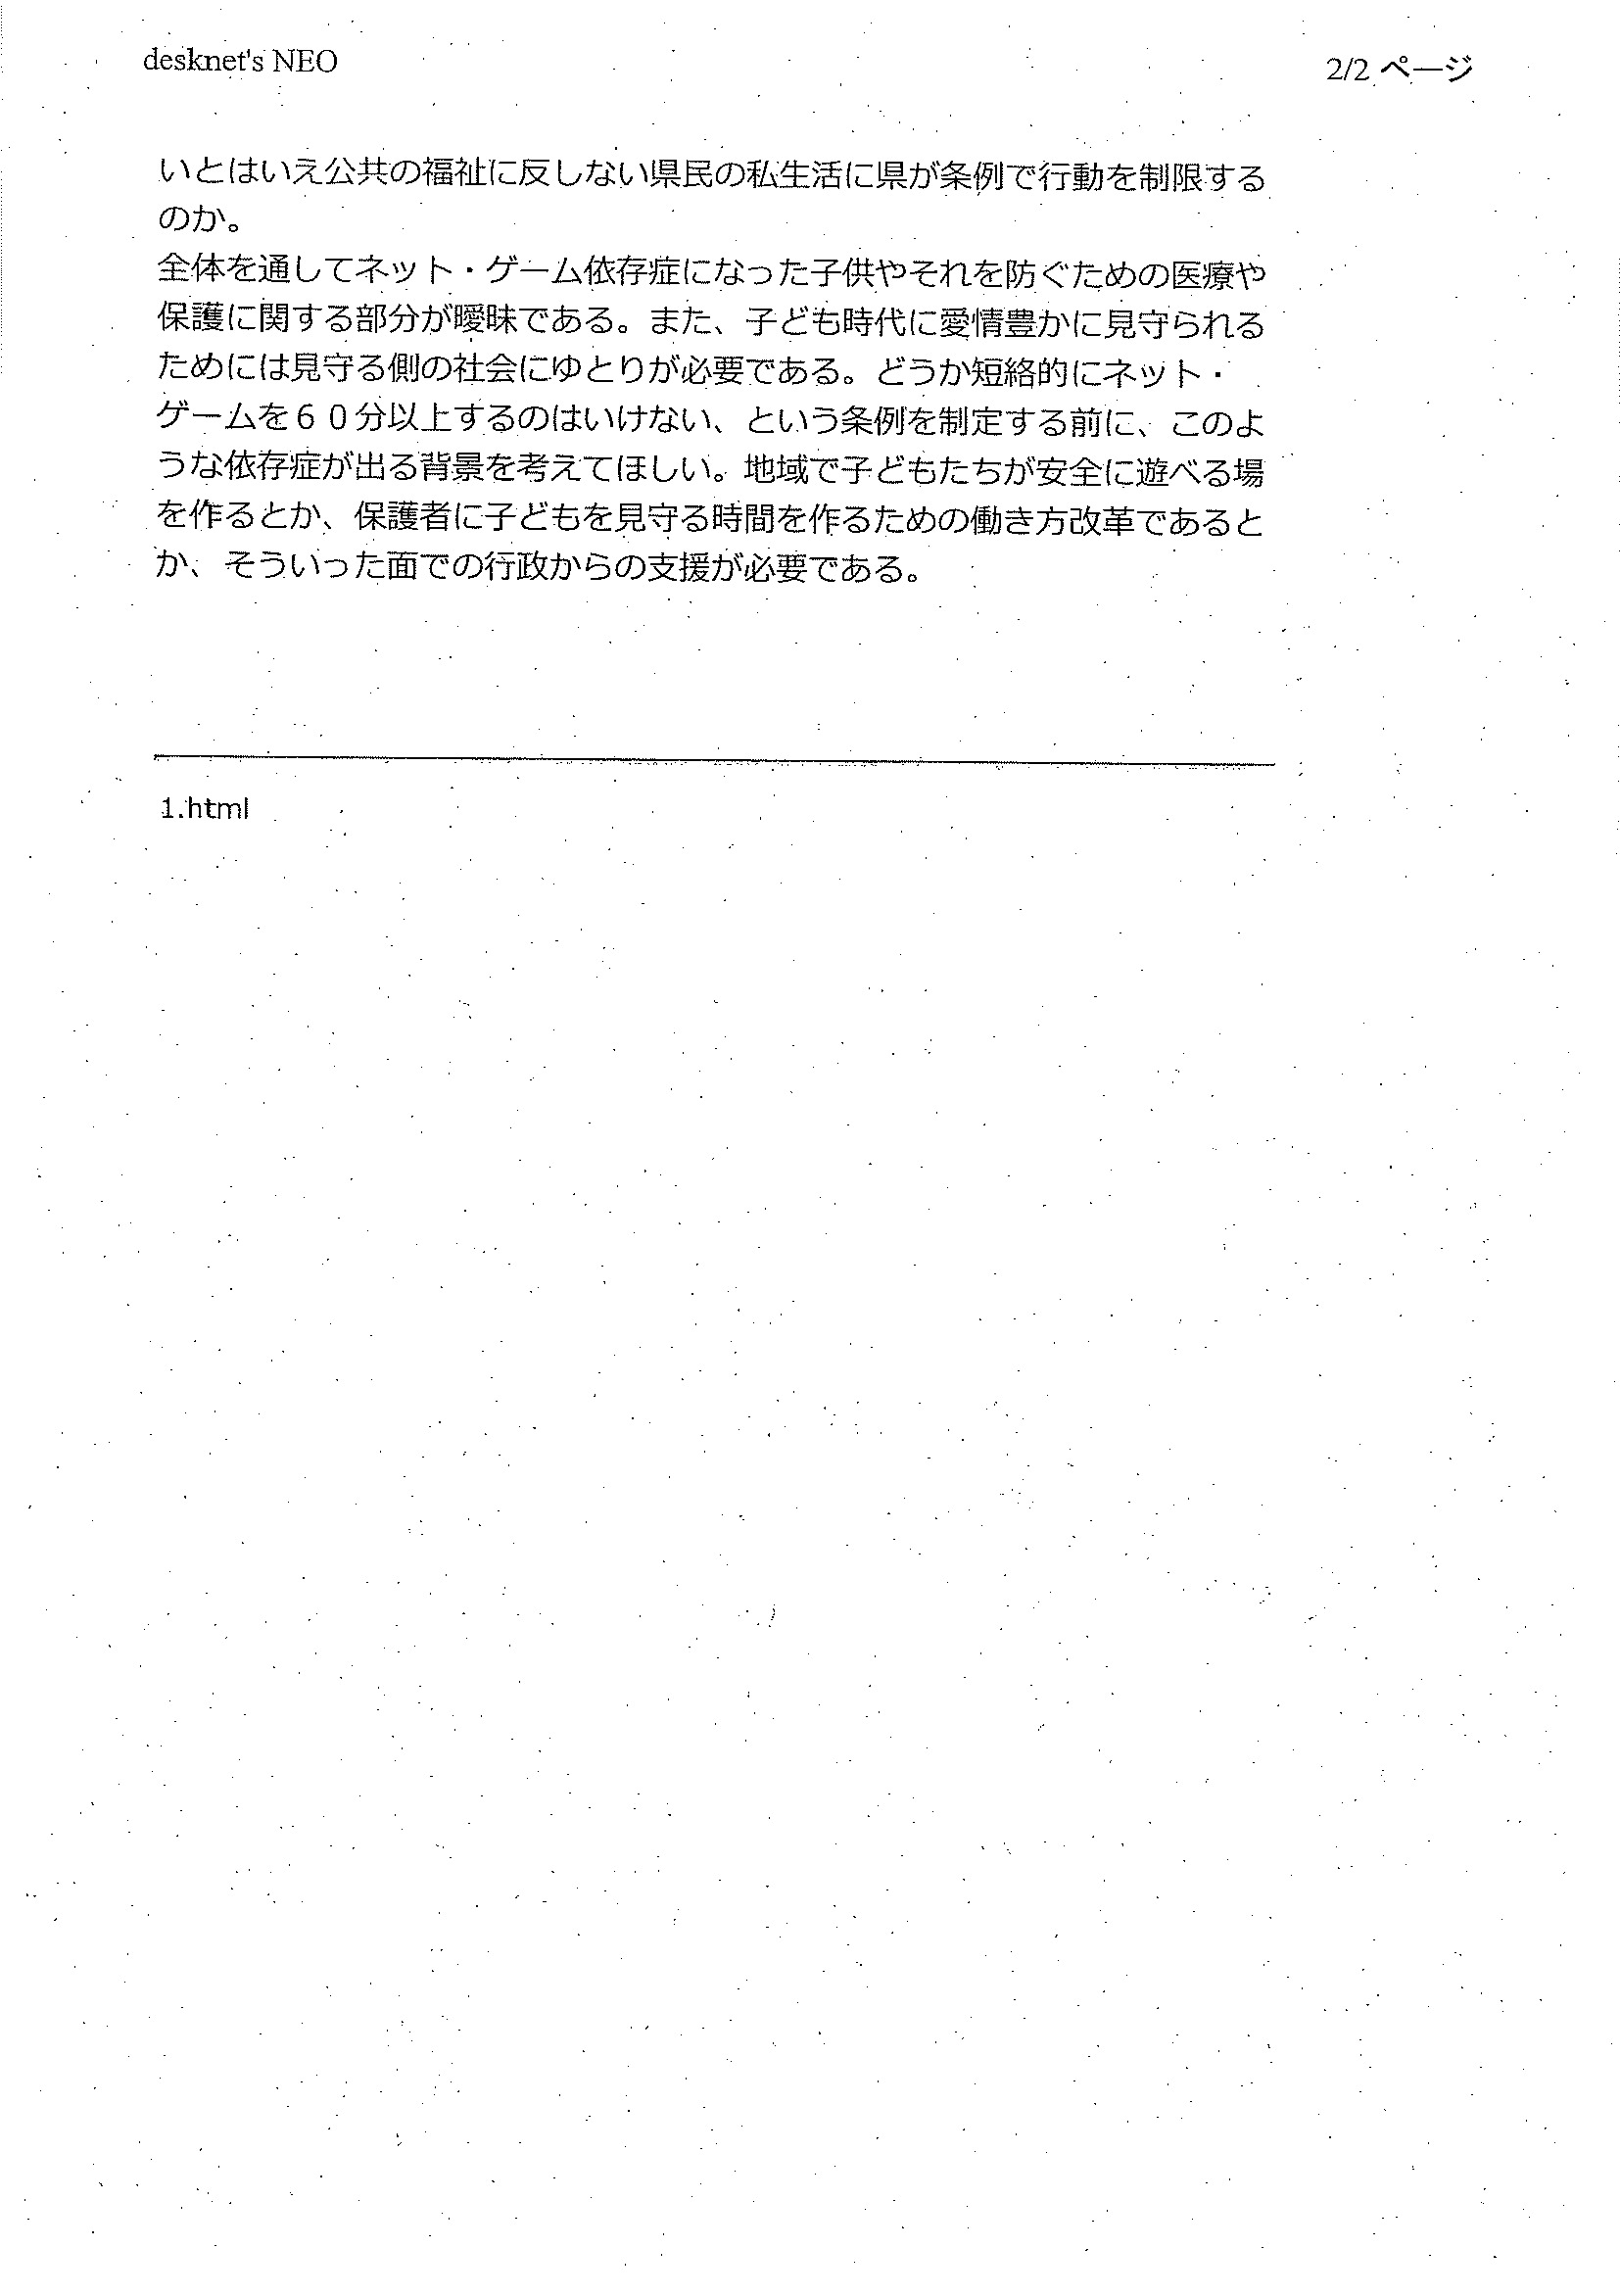 desknet's NEO
2/2 ページ
いとはいえ公共の福祉に反しない県民の私生活に県が条例で行動を制限する
のか。
全体を通してネット・ゲーム依存症になった子供やそれを防ぐための医療や
保護に関する部分が曖昧である。また、子ども時代に愛情豊かに見守られる
ためには見守る側の社会にゆとりが必要である。どうか短絡的にネット・
ゲームを６０分以上するのはいけない、という条例を制定する前に、このよ
うな依存症が出る背景を考えてほしい。地域で子どもたちが安全に遊べる場
を作るとか、保護者に子どもを見守る時間を作るための働き方改革であると
か、そういった面での行政からの支援が必要である。
1.html